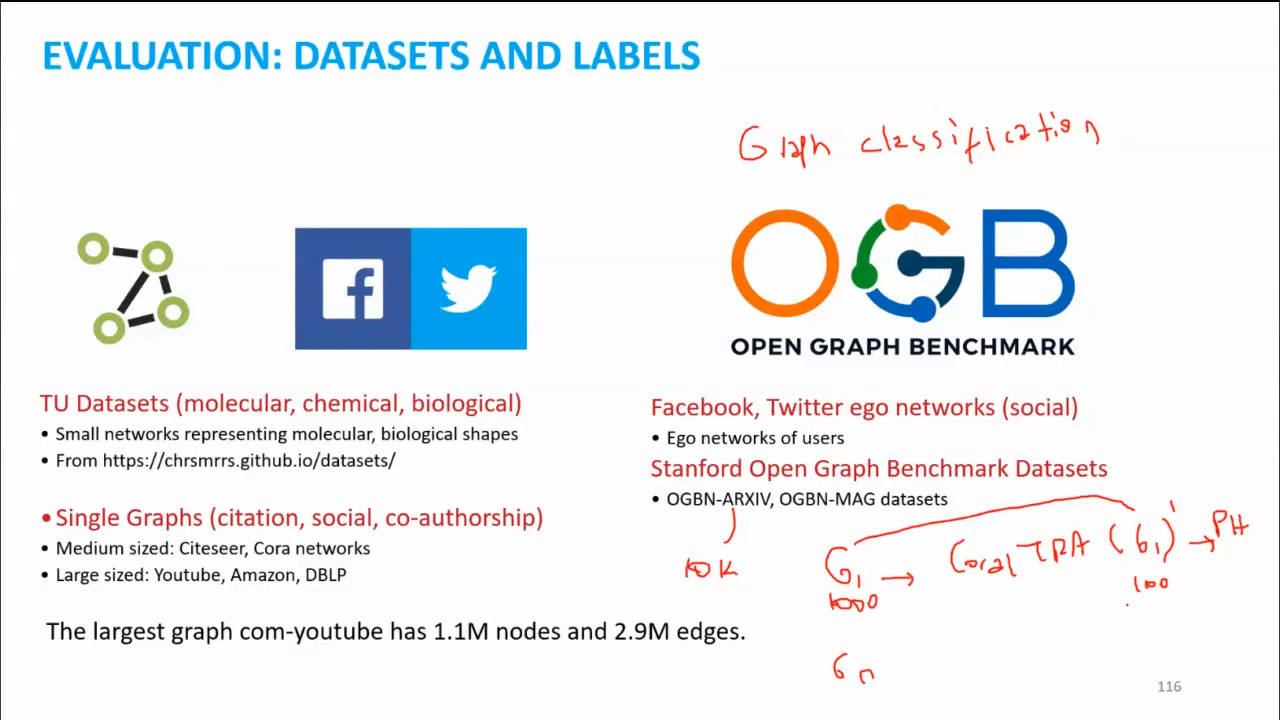 EVALUATION: DATASETS AND LABELS
Graph classification
OGB
OPEN GRAPH BENCHMARK
TU Datasets (molecular, chemical, biological)
• Small networks representing molecular, biological shapes
• From https://chrsmrrs.github.io/datasets/
• Single Graphs (citation, social, co-authorship)
• Medium sized: Citeseer, Cora networks
• Large sized: Youtube, Amazon, DBLP
Facebook, Twitter ego networks (social)
• Ego networks of users
Stanford Open Graph Benchmark Datasets
• OGBN-ARXIV, OGBN-MAG datasets
10K
G1 → CoralTDA (G1)' → PH
1000
100
The largest graph com-youtube has 1.1M nodes and 2.9M edges.
Gn
116